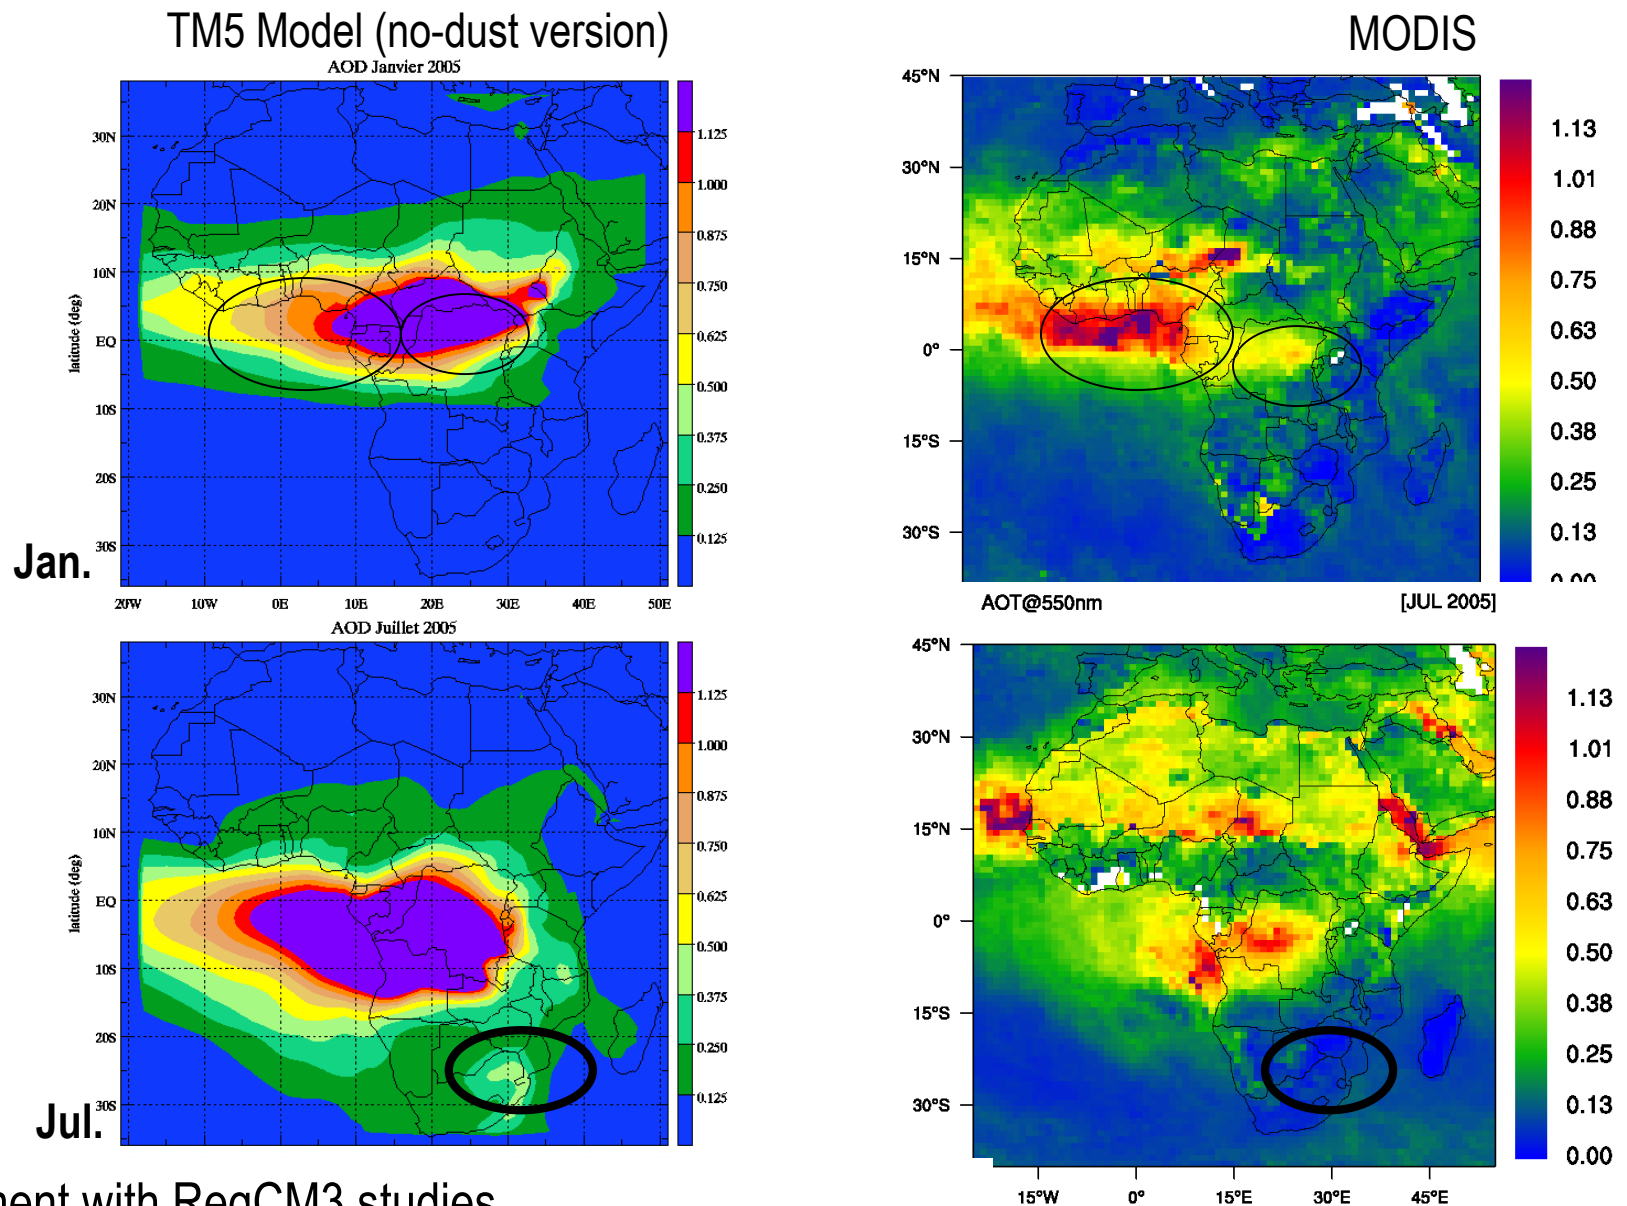 TM5 Model (no-dust version)
MODIS
AOD Janvier 2005
30N
20N
10N
EQ
10S
20S
30S
latitude (deg)
20W 10W 0E 10E 20E 30E 40E 50E
1.125
1.000
0.875
0.750
0.625
0.500
0.375
0.250
0.125
Jan.
45°N
30°N
15°N
0°
15°S
30°S
1.13
1.01
0.88
0.75
0.63
0.50
0.38
0.25
0.13
0.00
AOD Juillet 2005
30N
20N
10N
EQ
10S
20S
30S
latitude (deg)
1.125
1.000
0.875
0.750
0.625
0.500
0.375
0.250
0.125
Jul.
AOT@550nm [JUL 2005]
45°N
30°N
15°N
0°
15°S
30°S
15°W 0° 15°E 30°E 45°E
1.13
1.01
0.88
0.75
0.63
0.50
0.38
0.25
0.13
0.00
with RegCM3 studies